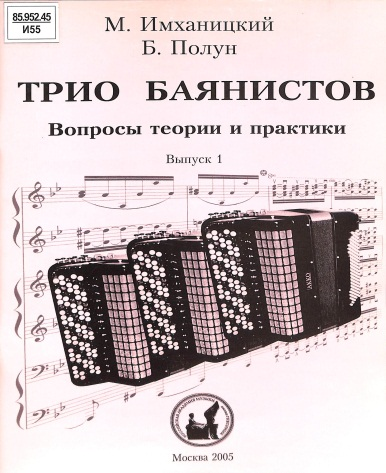 85.952.45
И55
М. Имханицкий
Б. Полун
ТРИО БАЯНИСТОВ
Вопросы теории и практики
Выпуск 1
Москва 2005